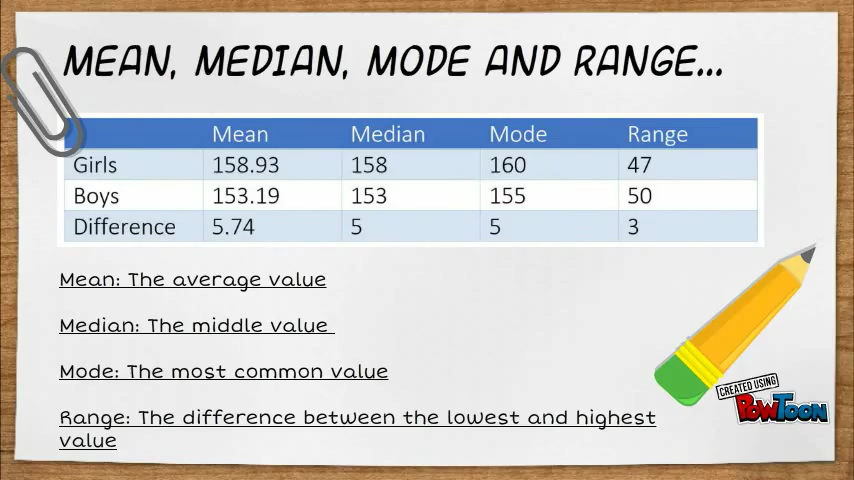 MEAN, MEDIAN, MODE AND RANGE...
Mean Median Mode Range
Girls 158.93 158 160 47
Boys 153.19 153 155 50
Difference 5.74 5 5 3
Mean: The average value
Median: The middle value
Mode: The most common value
Range: The difference between the lowest and highest
value
CREATED USING
POWTOON